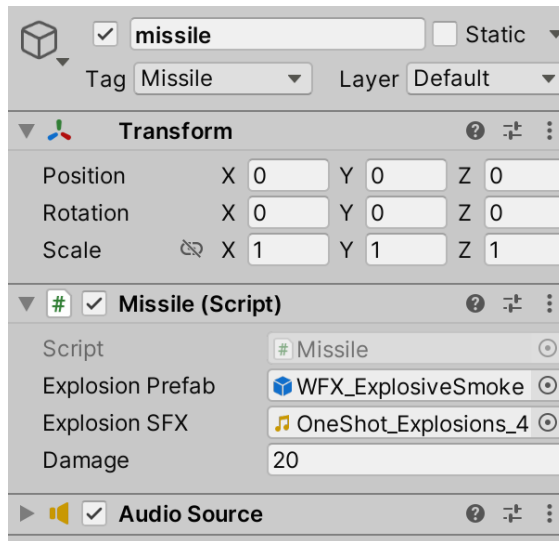 missile Static
Tag Missile Layer Default
Transform
Position X 0 Y 0 Z 0
Rotation X 0 Y 0 Z 0
Scale X 1 Y 1 Z 1
# Missile (Script)
Script # Missile
Explosion Prefab WFX_ExplosiveSmoke
Explosion SFX OneShot_Explosions_4
Damage 20
Audio Source